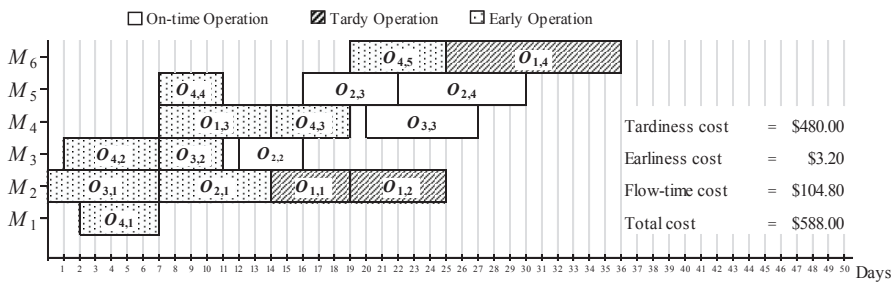 On-time Operation Tardy Operation Early Operation
M6 O4,5 O1,4
M5 O4,4 O2,3 O2,4
M4 O1,3 O4,3 O3,3
M3 O4,2 O3,2 O2,2
M2 O3,1 O2,1 O1,1 O1,2
M1 O4,1
Tardiness cost = $480.00
Earliness cost = $3.20
Flow-time cost = $104.80
Total cost = $588.00
1 2 3 4 5 6 7 8 9 10 11 12 13 14 15 16 17 18 19 20 21 22 23 24 25 26 27 28 29 30 31 32 33 34 35 36 37 38 39 40 41 42 43 44 45 46 47 48 49 50 Days